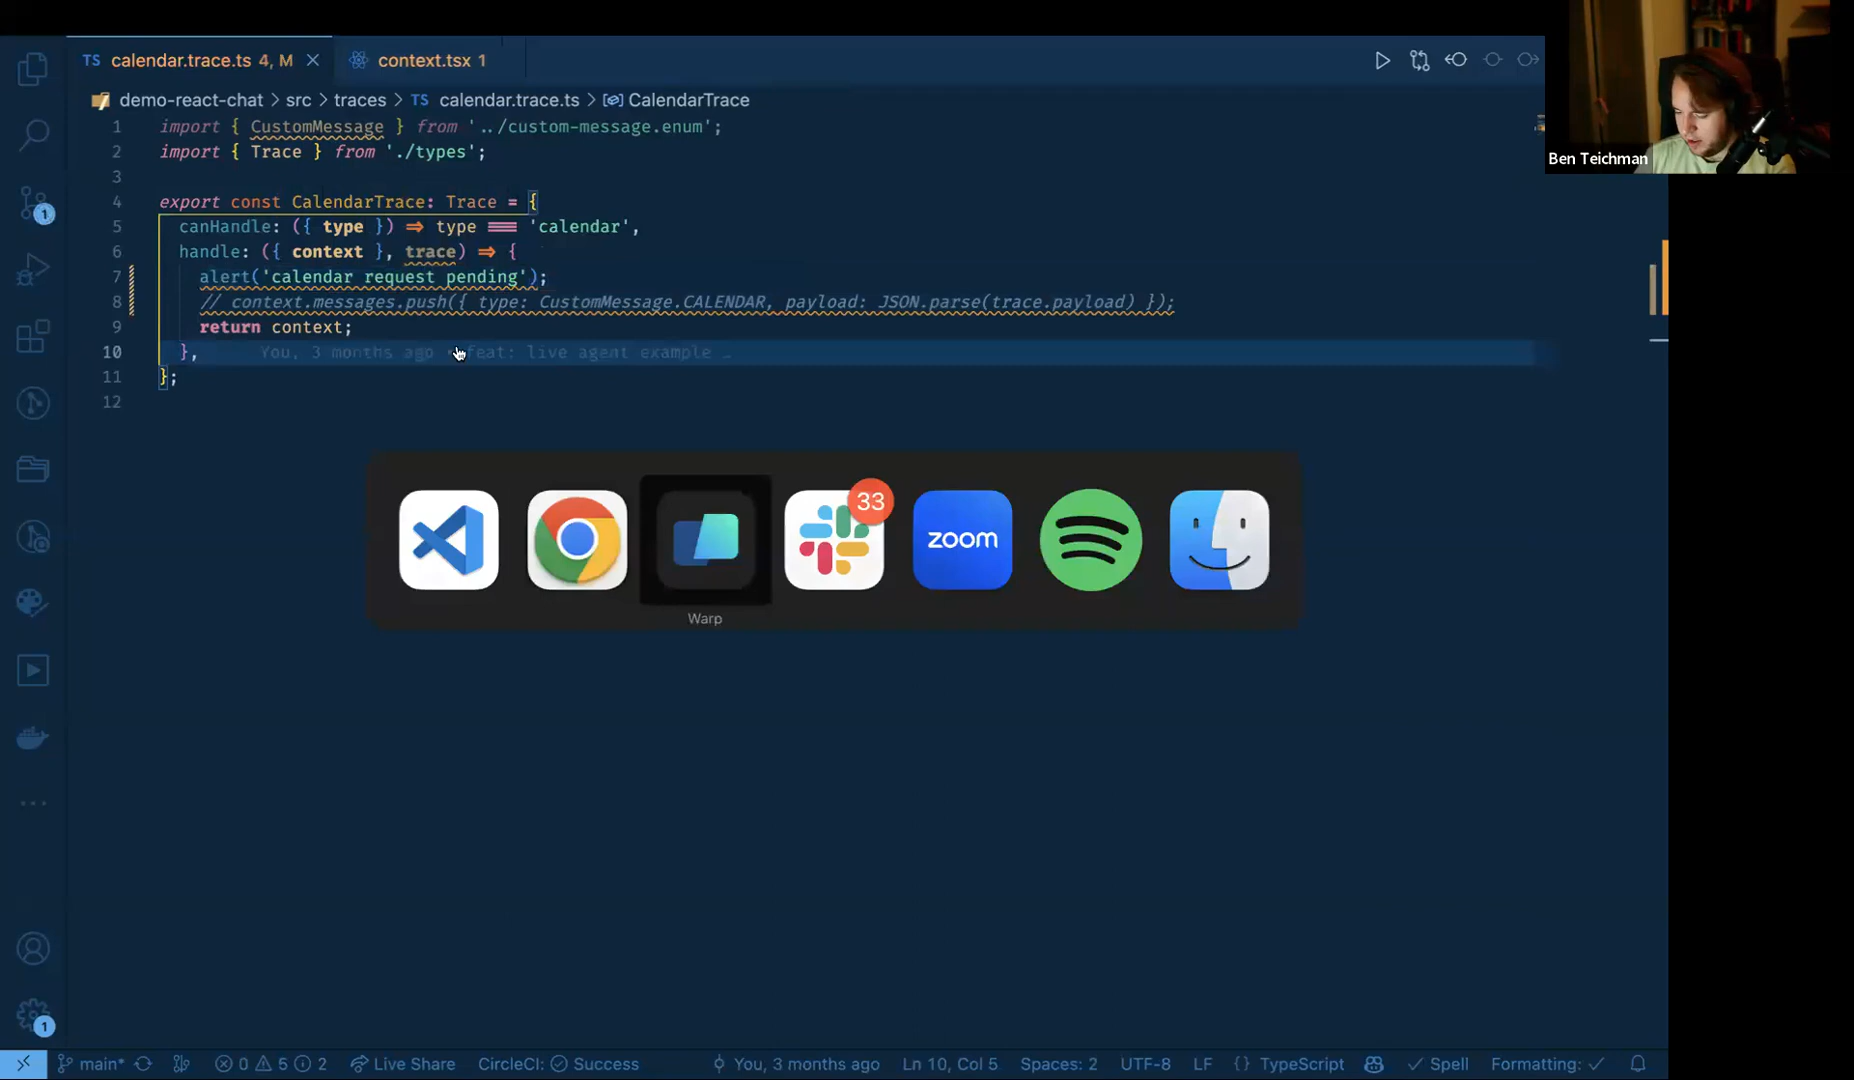 TS calendar.trace.ts 4, M
context.tsx 1
demo-react-chat > src > traces > TS calendar.trace.ts > CalendarTrace
1 import { CustomMessage } from '../custom-message.enum';
2 import { Trace } from './types';
3
4 export const CalendarTrace: Trace = {
5 canHandle: ({ type }) => type === 'calendar',
6 handle: ({ context }, trace) => {
7 alert('calendar request pending');
8 // context.messages.push({ type: CustomMessage.CALENDAR, payload: JSON.parse(trace.payload) });
9 return context;
10 }, You, 3 months ago • feat: live agent example …
11 };
12
Ben Teichman
33
zoom
Warp
1
1
main* 0 5 2 Live Share CircleCI: Success You, 3 months ago Ln 10, Col 5 Spaces: 2 UTF-8 LF {} TypeScript Spell Formatting: